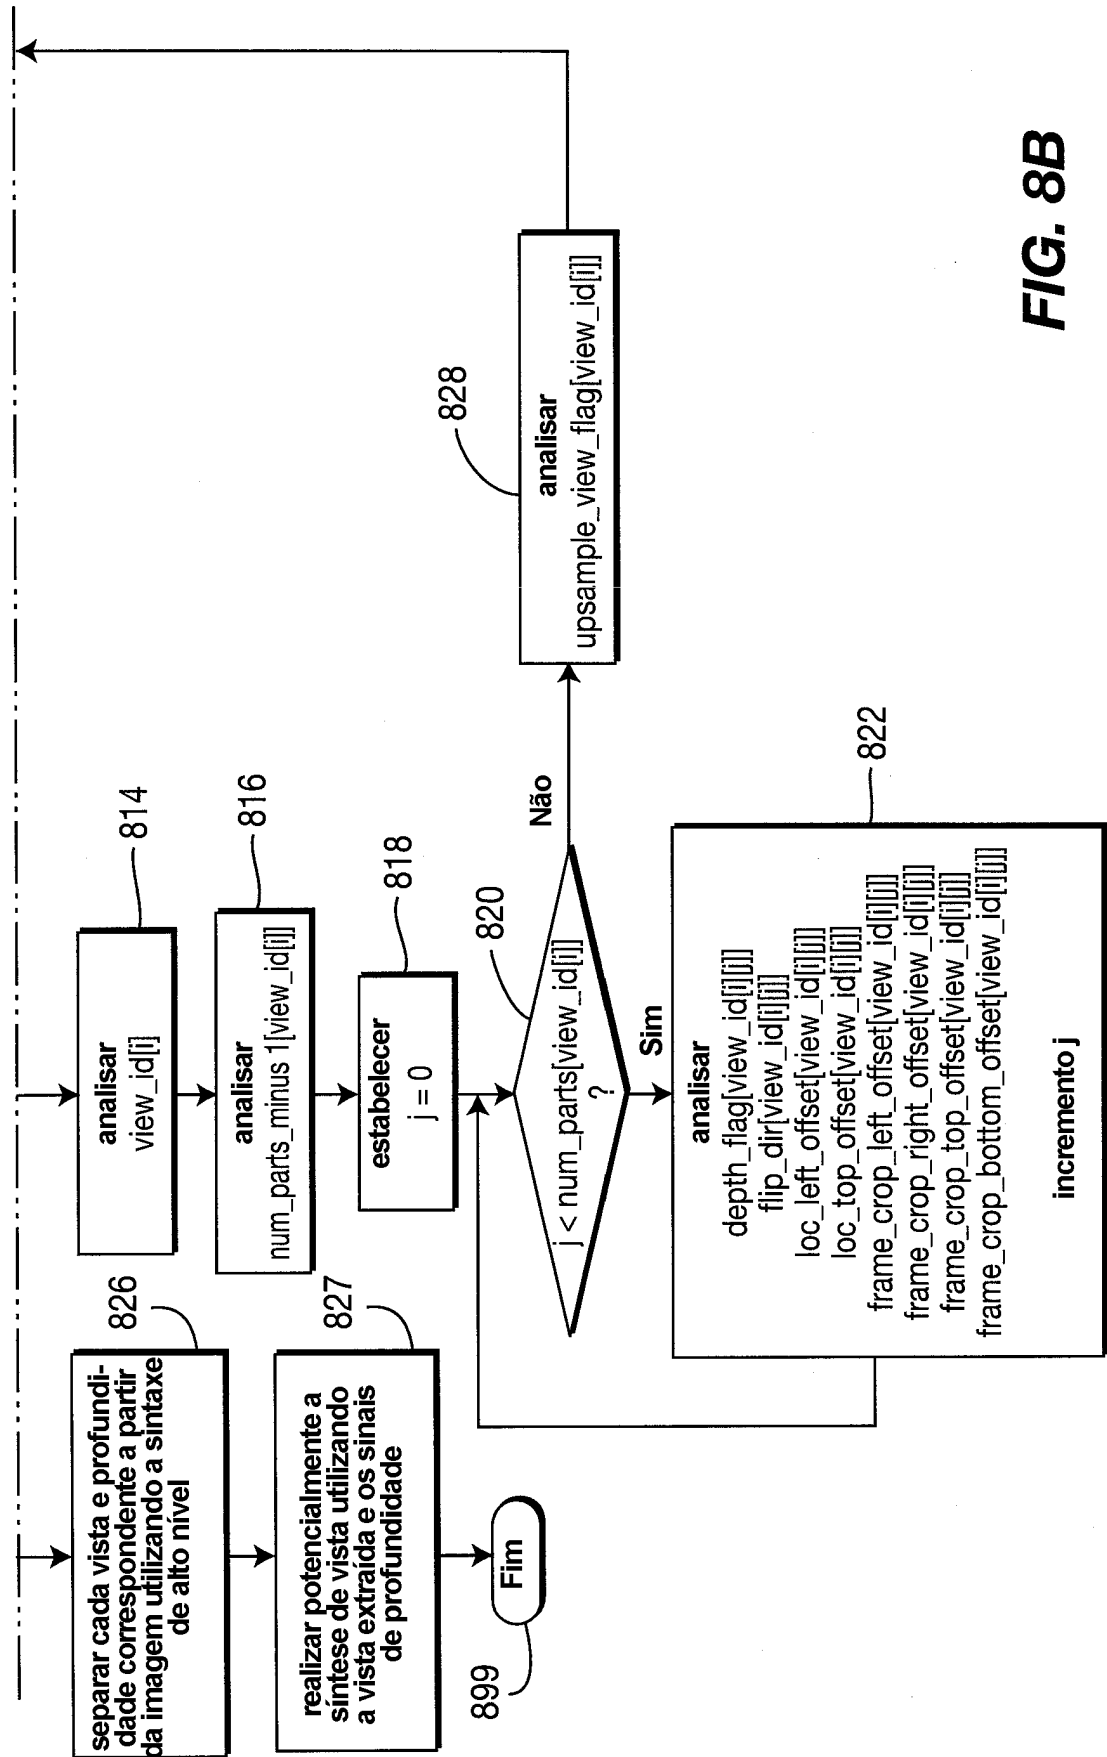 separar cada vista e profundi-
dade correspondente a partir
da imagem utilizando a sintaxe
de alto nível
826
realizar potencialmente a
síntese de vista utilizando
a vista extraída e os sinais
de profundidade
827
Fim
899
analisar
view_id[i]
814
analisar
num_parts_minus 1[view_id[i]]
816
estabelecer
j = 0
818
j < num_parts[view_id[i]]
?
820
Sim
Não
analisar
depth_flag[view_id[i][j]]
flip_dir[view_id[i][j]]
loc_left_offset[view_id[i][j]]
loc_top_offset[view_id[i][j]]
frame_crop_left_offset[view_id[i][j]]
frame_crop_right_offset[view_id[i][j]]
frame_crop_top_offset[view_id[i][j]]
frame_crop_bottom_offset[view_id[i][j]]
incremento j
822
analisar
upsample_view_flag[view_id[i]]
828
FIG. 8B